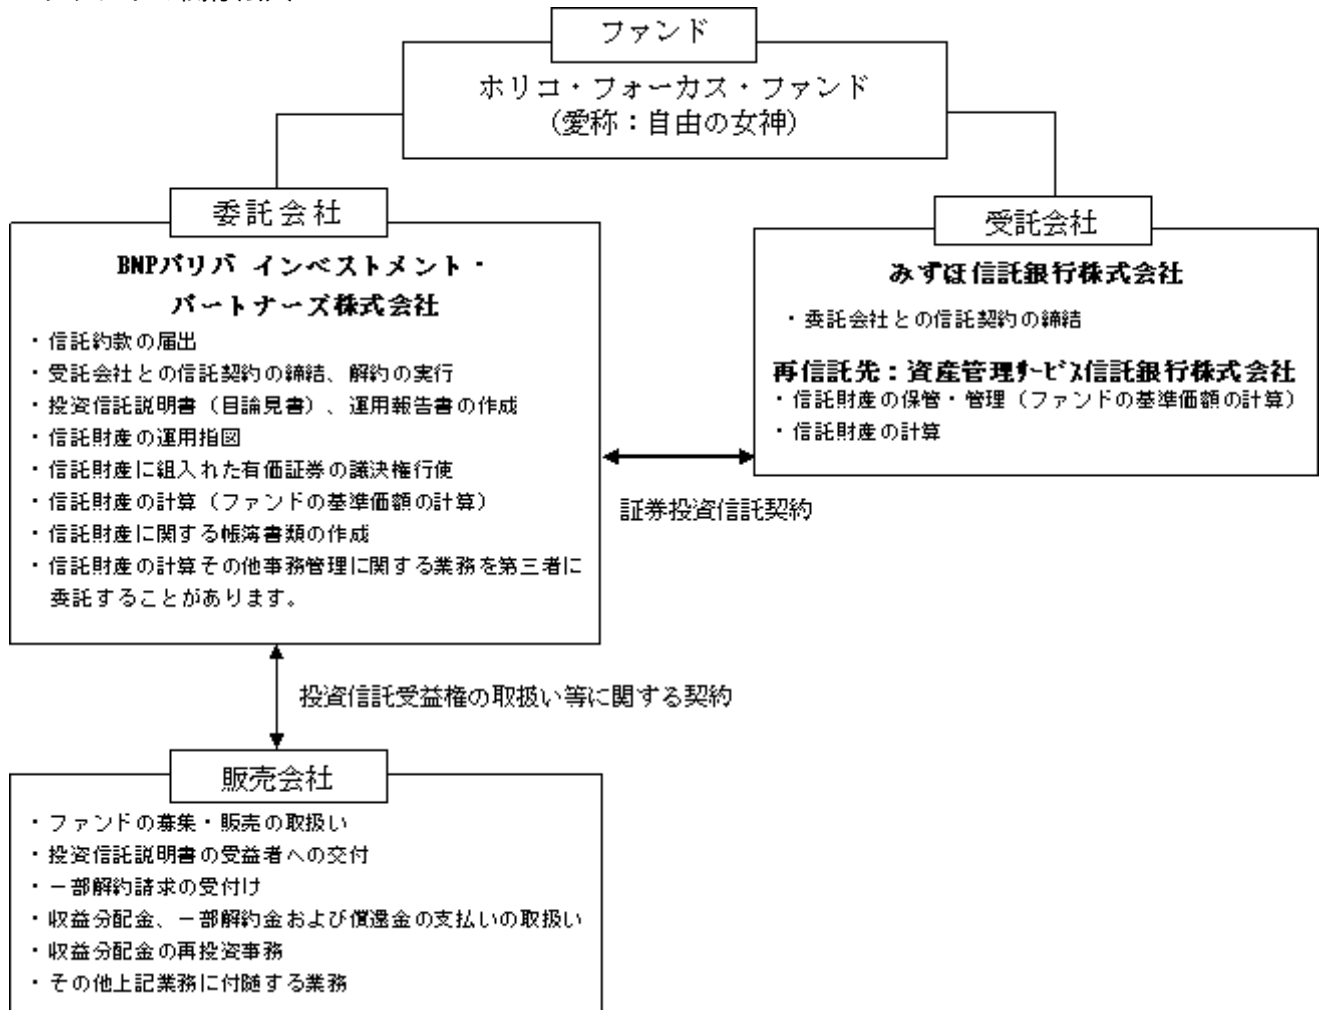 ファンド
ホリコ・フォーカス・ファンド
(愛称：自由の女神)
委託会社
BNPパリバ インベストメント・
パートナーズ株式会社
・信託約款の届出
・受託会社との信託契約の締結、解約の実行
・投資信託説明書（目論見書）、運用報告書の作成
・信託財産の運用指図
・信託財産に組入れた有価証券の議決権行使
・信託財産の計算（ファンドの基準価額の計算）
・信託財産に関する帳簿書類の作成
・信託財産の計算その他事務管理に関する業務を第三者に
委託することがあります。
受託会社
みずほ信託銀行株式会社
・委託会社との信託契約の締結
再信託先：資産管理ｻｰﾋﾞｽ信託銀行株式会社
・信託財産の保管・管理（ファンドの基準価額の計算）
・信託財産の計算
証券投資信託契約
投資信託受益権の取扱い等に関する契約
販売会社
・ファンドの募集・販売の取扱い
・投資信託説明書の受益者への交付
・一部解約請求の受付け
・収益分配金、一部解約金および償還金の支払いの取扱い
・収益分配金の再投資事務
・その他上記業務に付随する業務